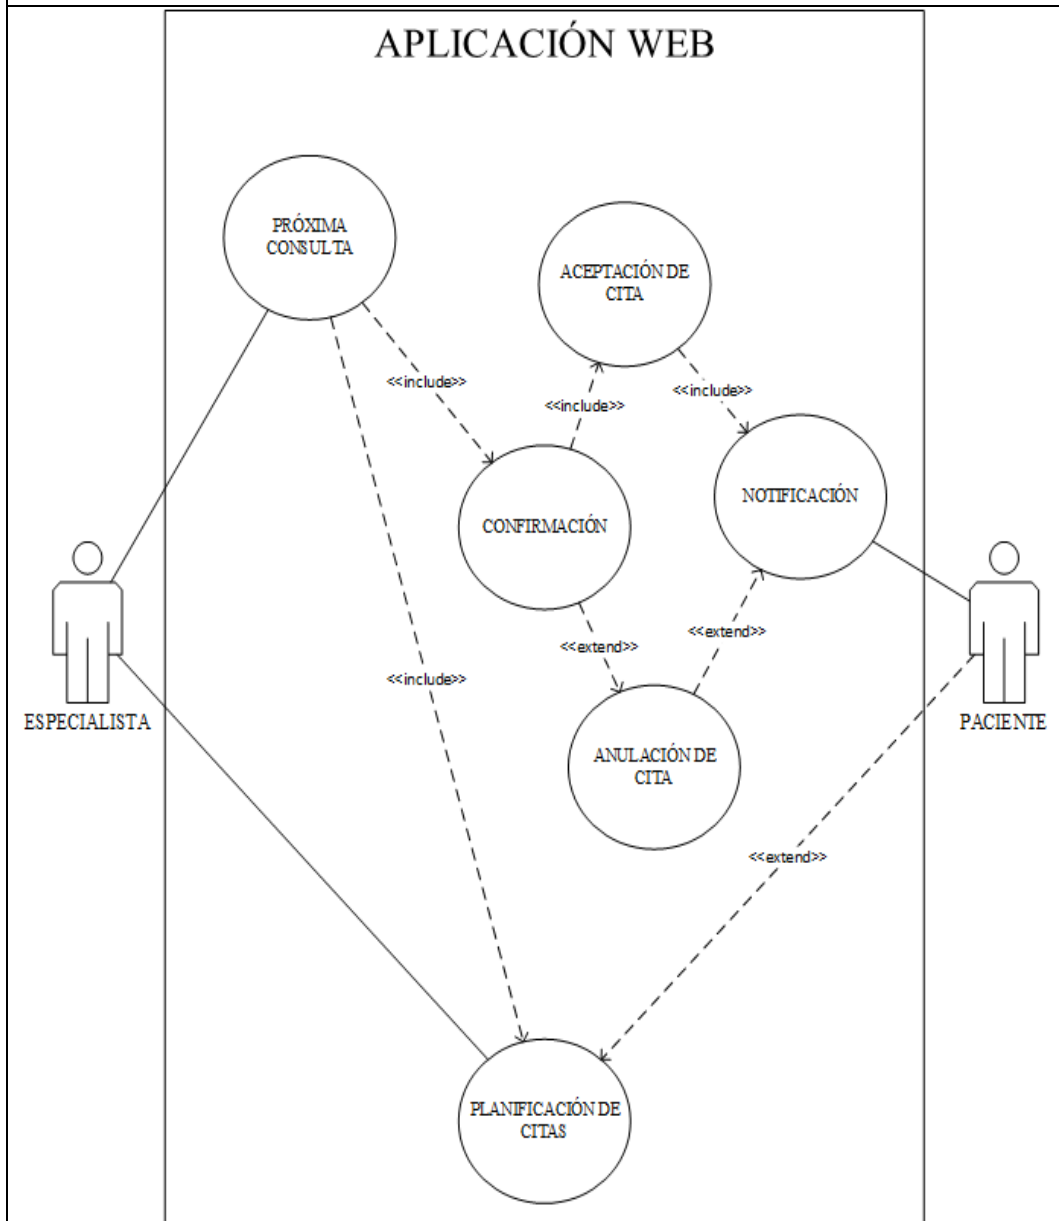 APLICACIÓN WEB
PRÓXIMA
CONSULTA
ACEPTACIÓN DE
CITA
<<include>>
<<include>>
<<include>>
CONFIRMACIÓN
NOTIFICACIÓN
<<extend>>
<<extend>>
<<include>>
ESPECIALISTA
PACIENTE
ANULACIÓN DE
CITA
<<extend>>
PLANIFICACIÓN DE
CITAS